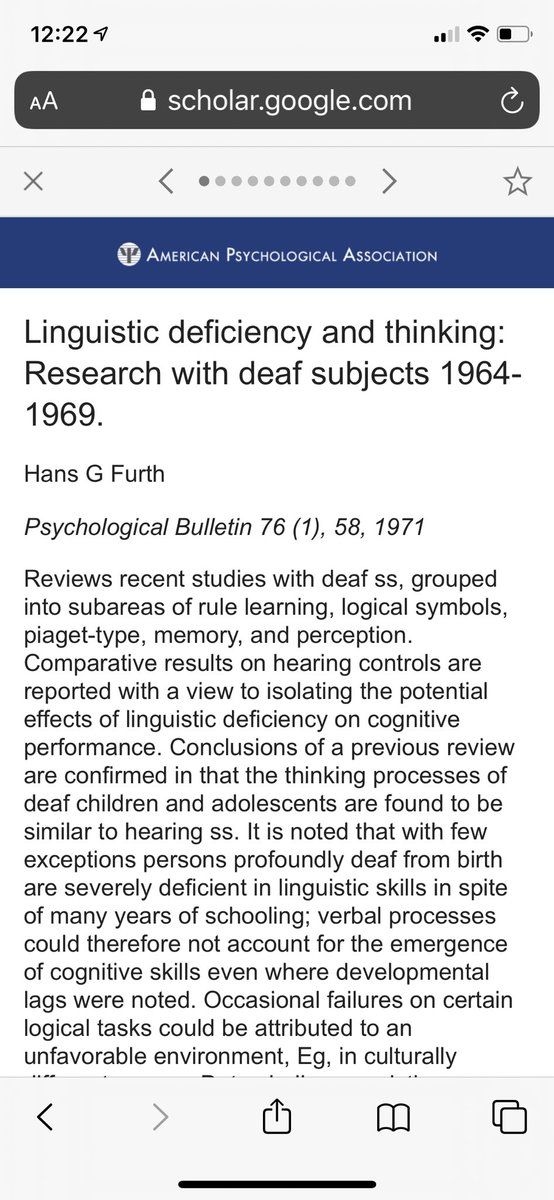 12:22
AA scholar.google.com
AMERICAN PSYCHOLOGICAL ASSOCIATION
Linguistic deficiency and thinking:
Research with deaf subjects 1964-
1969.
Hans G Furth
Psychological Bulletin 76 (1), 58, 1971
Reviews recent studies with deaf ss, grouped
into subareas of rule learning, logical symbols,
piaget-type, memory, and perception.
Comparative results on hearing controls are
reported with a view to isolating the potential
effects of linguistic deficiency on cognitive
performance. Conclusions of a previous review
are confirmed in that the thinking processes of
deaf children and adolescents are found to be
similar to hearing ss. It is noted that with few
exceptions persons profoundly deaf from birth
are severely deficient in linguistic skills in spite
of many years of schooling; verbal processes
could therefore not account for the emergence
of cognitive skills even where developmental
lags were noted. Occasional failures on certain
logical tasks could be attributed to an
unfavorable environment, Eg, in culturally